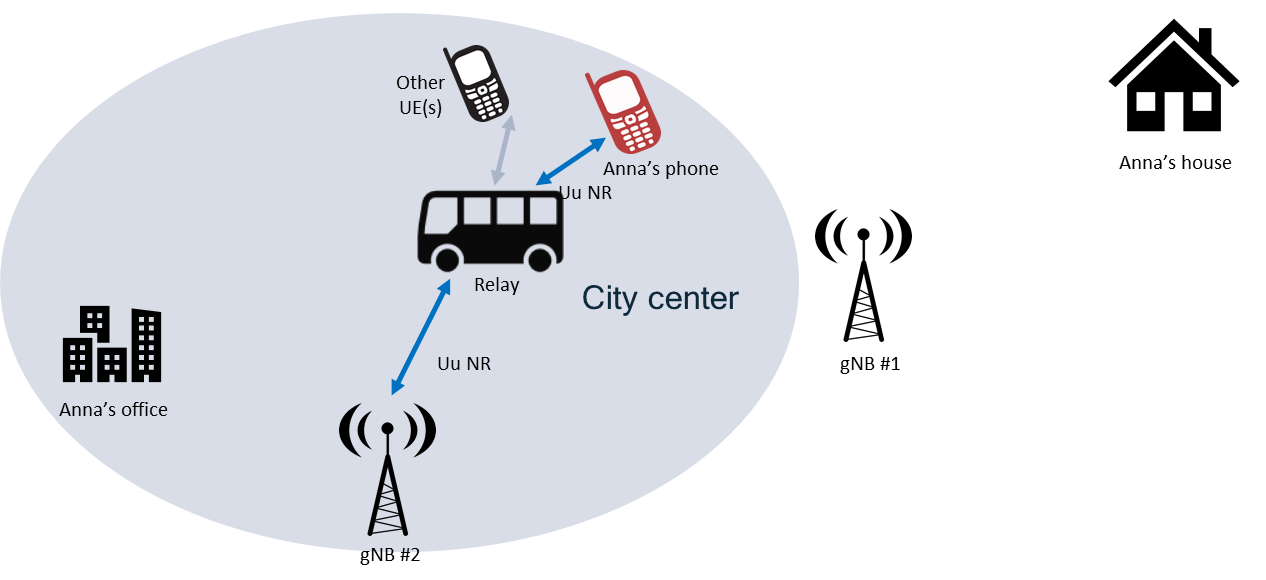 Other
UE(s)
Anna's phone
Uu NR
Anna's house
Relay
City center
Uu NR
gNB #1
Anna's office
gNB #2